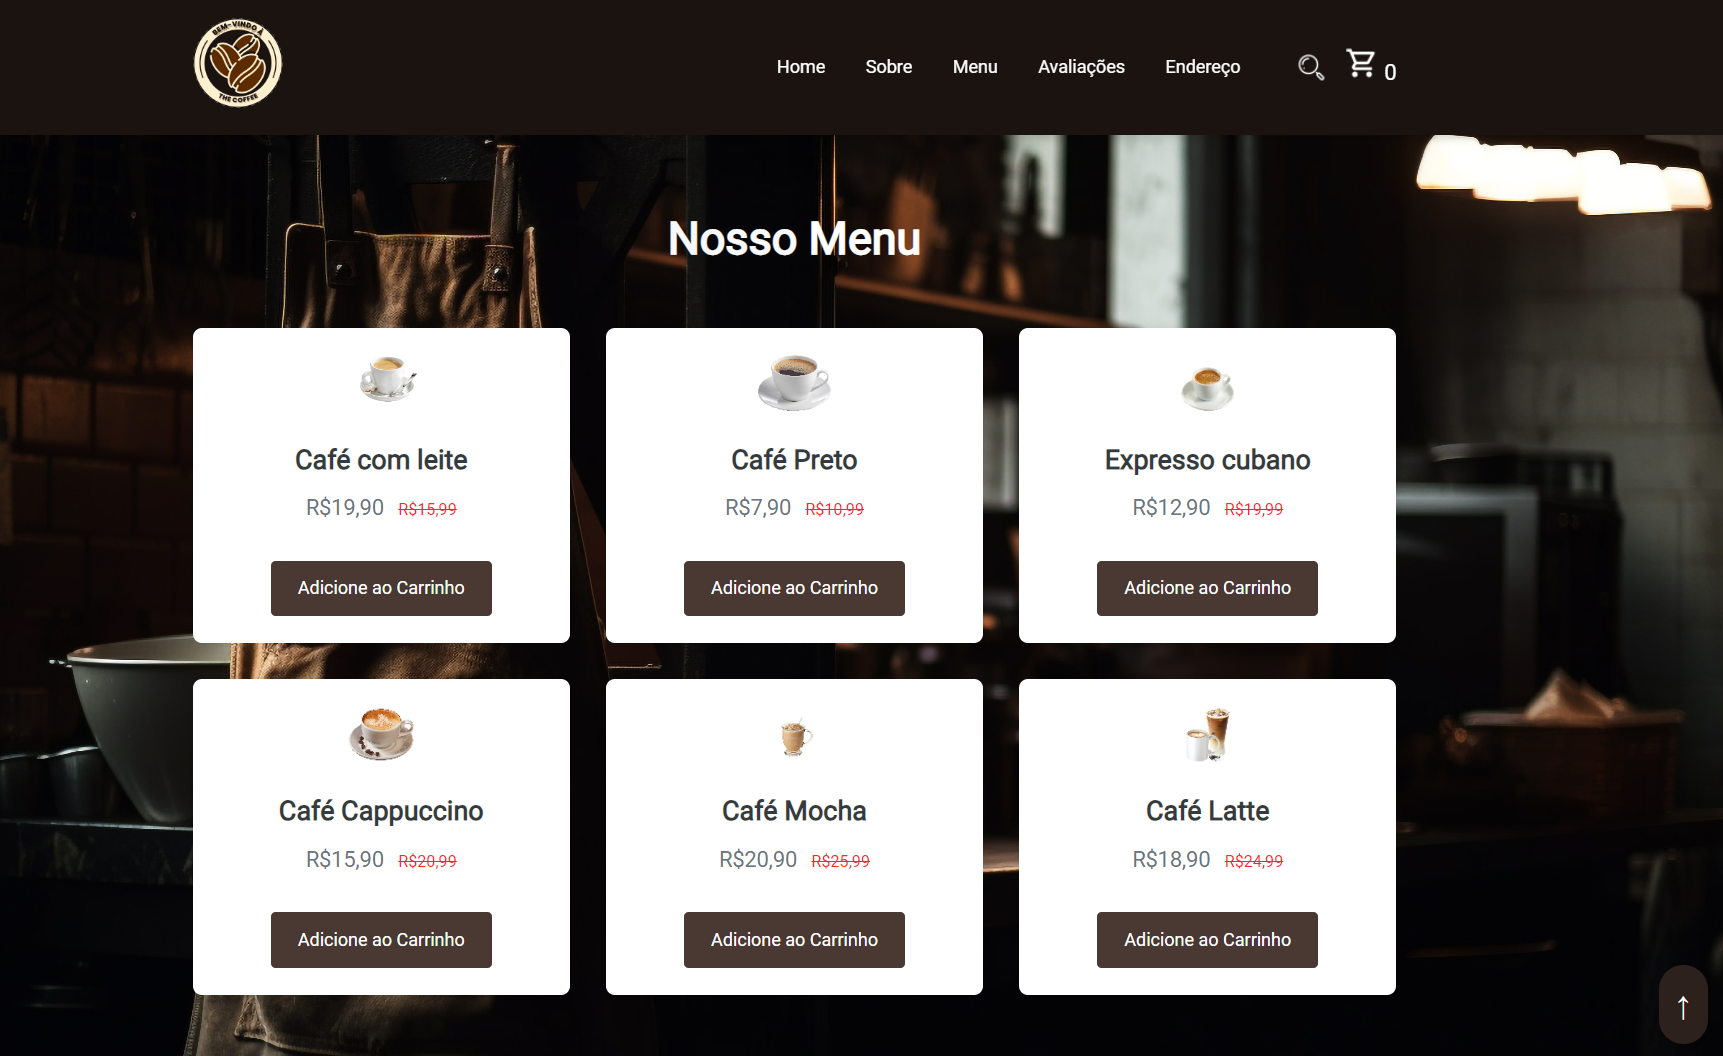 BEM-VINDO À
THE COFFEE
Home Sobre Menu Avaliações Endereço 0
Nosso Menu
Café com leite
R$19,90 R$15,99
Adicione ao Carrinho
Café Preto
R$7,90 R$10,99
Adicione ao Carrinho
Expresso cubano
R$12,90 R$19,99
Adicione ao Carrinho
Café Cappuccino
R$15,90 R$20,99
Adicione ao Carrinho
Café Mocha
R$20,90 R$25,99
Adicione ao Carrinho
Café Latte
R$18,90 R$24,99
Adicione ao Carrinho
↑